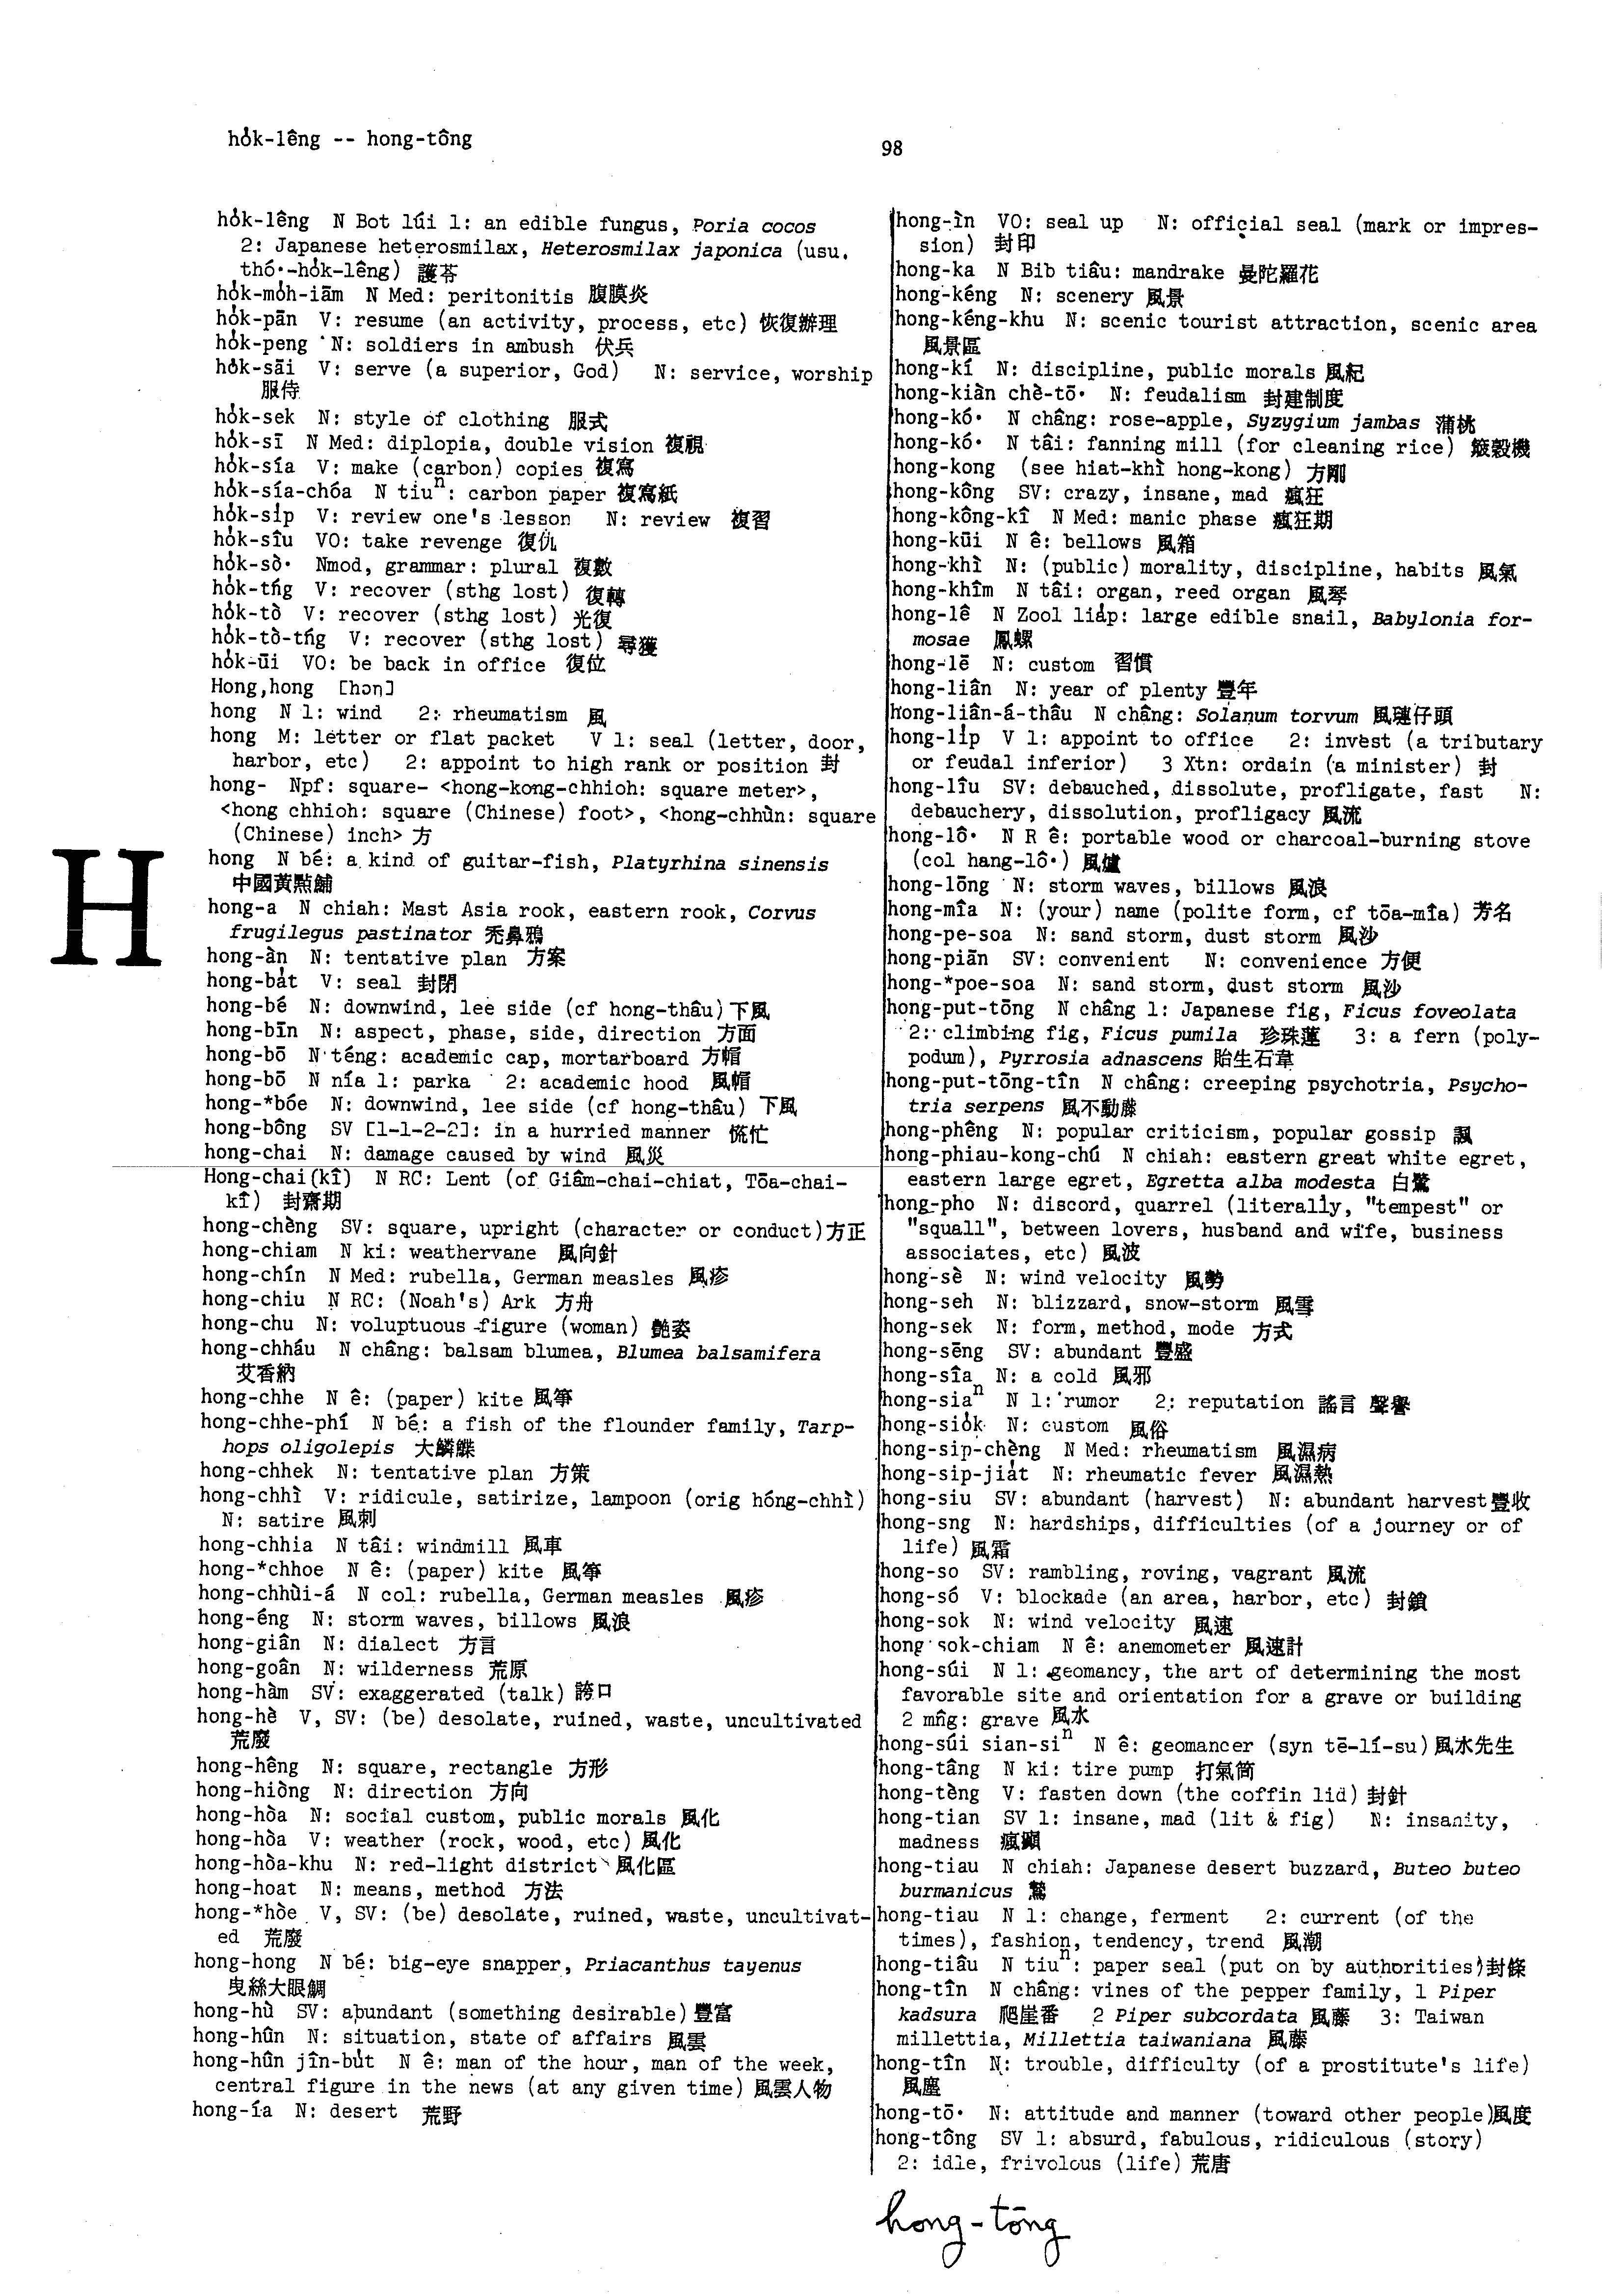 ho̍k-lêng -- hong-tông
98
ho̍k-lêng N Bot lúi 1: an edible fungus, Poria cocos
2: Japanese heterosmilax, Heterosmilax japonica (usu.
thó·-ho̍k-lêng) 護苓
ho̍k-mo̍h-iām N Med: peritonitis 腹膜炎
ho̍k-pān V: resume (an activity, process, etc) 恢復辦理
ho̍k-peng N: soldiers in ambush 伏兵
ho̍k-sāi V: serve (a superior, God) N: service, worship
服侍
ho̍k-sek N: style of clothing 服式
ho̍k-sī N Med: diplopia, double vision 複視
ho̍k-sía V: make (carbon) copies 複寫
ho̍k-sía-chóa N tiuⁿ: carbon paper 複寫紙
ho̍k-si̍p V: review one's lesson N: review 複習
ho̍k-sîu VO: take revenge 復仇
ho̍k-sò· Nmod, grammar: plural 複數
ho̍k-tńg V: recover (sthg lost) 復轉
ho̍k-tò V: recover (sthg lost) 光復
ho̍k-tò-tńg V: recover (sthg lost) 尋獲
ho̍k-ūi VO: be back in office 復位
Hong,hong [hɔŋ]
hong N 1: wind 2: rheumatism 風
hong M: letter or flat packet V 1: seal (letter, door,
harbor, etc) 2: appoint to high rank or position 封
hong- Npf: square- <hong-kong-chhioh: square meter>,
<hong chhioh: square (Chinese) foot>, <hong-chhùn: square
(Chinese) inch> 方
H
hong N bé: a kind of guitar-fish, Platyrhina sinensis
中國黃點鯆
hong-a N chiah: Mast Asia rook, eastern rook, Corvus
frugilegus pastinator 禿鼻鴉
hong-àn N: tentative plan 方案
hong-ba̍t V: seal 封閉
hong-bé N: downwind, lee side (cf hong-thâu) 下風
hong-bīn N: aspect, phase, side, direction 方面
hong-bō N téng: academic cap, mortarboard 方帽
hong-bō N nía 1: parka 2: academic hood 風帽
hong-*bóe N: downwind, lee side (cf hong-thâu) 下風
hong-bông SV [1-1-2-2]: in a hurried manner 慌忙
hong-chai N: damage caused by wind 風災
Hong-chai(kî) N RC: Lent (of Giâm-chai-chiat, Tōa-chai-
kî) 封齋期
hong-chèng SV: square, upright (character or conduct) 方正
hong-chiam N ki: weathervane 風向針
hong-chín N Med: rubella, German measles 風疹
hong-chiu N RC: (Noah's) Ark 方舟
hong-chu N: voluptuous figure (woman) 艶姿
hong-chháu N châng: balsam blumea, Blumea balsamifera
艾香納
hong-chhe N ê: (paper) kite 風箏
hong-chhe-phí N bé: a fish of the flounder family, Tarp-
hops oligolepis 大鱗鰈
hong-chhek N: tentative plan 方策
hong-chhì V: ridicule, satirize, lampoon (orig hóng-chhì)
N: satire 風刺
hong-chhia N tâi: windmill 風車
hong-*chhoe N ê: (paper) kite 風箏
hong-chhùi-á N col: rubella, German measles 風疹
hong-éng N: storm waves, billows 風浪
hong-giân N: dialect 方言
hong-goân N: wilderness 荒原
hong-hàm SV: exaggerated (talk) 誇口
hong-hè V, SV: (be) desolate, ruined, waste, uncultivated
荒廢
hong-hêng N: square, rectangle 方形
hong-hiòng N: direction 方向
hong-hòa N: social custom, public morals 風化
hong-hòa V: weather (rock, wood, etc) 風化
hong-hòa-khu N: red-light district 風化區
hong-hoat N: means, method 方法
hong-*hòe V, SV: (be) desolate, ruined, waste, uncultivat-
ed 荒廢
hong-hong N bé: big-eye snapper, Priacanthus tayenus
曳絲大眼鯛
hong-hù SV: abundant (something desirable) 豐富
hong-hûn N: situation, state of affairs 風雲
hong-hûn jîn-bu̍t N ê: man of the hour, man of the week,
central figure in the news (at any given time) 風雲人物
hong-ía N: desert 荒野
hong-ìn VO: seal up N: official seal (mark or impres-
sion) 封印
hong-ka N Bib tiâu: mandrake 曼陀羅花
hong-kéng N: scenery 風景
hong-kéng-khu N: scenic tourist attraction, scenic area
風景區
hong-kí N: discipline, public morals 風紀
hong-kiàn chè-tō· N: feudalism 封建制度
hong-kó· N châng: rose-apple, Syzygium jambas 蒲桃
hong-kó· N tâi: fanning mill (for cleaning rice) 簸穀機
hong-kong (see hiat-khì hong-kong) 方剛
hong-kông SV: crazy, insane, mad 瘋狂
hong-kông-kî N Med: manic phase 瘋狂期
hong-kūi N ê: bellows 風箱
hong-khì N: (public) morality, discipline, habits 風氣
hong-khîm N tâi: organ, reed organ 風琴
hong-lê N Zool lia̍p: large edible snail, Babylonia for-
mosae 鳳螺
hong-lē N: custom 習慣
hong-liân N: year of plenty 豐年
hong-liân-á-thâu N châng: Solanum torvum 風璉仔頭
hong-li̍p V 1: appoint to office 2: invest (a tributary
or feudal inferior) 3 Xtn: ordain (a minister) 封
hong-lîu SV: debauched, dissolute, profligate, fast N:
debauchery, dissolution, profligacy 風流
hong-lô· N R ê: portable wood or charcoal-burning stove
(col hang-lô·) 風爐
hong-lōng N: storm waves, billows 風浪
hong-mîa N: (your) name (polite form, cf tōa-mîa) 芳名
hong-pe-soa N: sand storm, dust storm 風沙
hong-piān SV: convenient N: convenience 方便
hong-*poe-soa N: sand storm, dust storm 風沙
hong-put-tōng N châng 1: Japanese fig, Ficus foveolata
2: climbing fig, Ficus pumila 珍珠蓮 3: a fern (poly-
podum), Pyrrosia adnascens 貽生石韋
hong-put-tōng-tîn N châng: creeping psychotria, Psycho-
tria serpens 風不動藤
hong-phêng N: popular criticism, popular gossip 諷
hong-phiau-kong-chú N chiah: eastern great white egret,
eastern large egret, Egretta alba modesta 白鷺
hong-pho N: discord, quarrel (literally, "tempest" or
"squall", between lovers, husband and wife, business
associates, etc) 風波
hong-sè N: wind velocity 風勢
hong-seh N: blizzard, snow-storm 風雪
hong-sek N: form, method, mode 方式
hong-sēng SV: abundant 豐盛
hong-sîa N: a cold 風邪
hong-siaⁿ N 1: rumor 2: reputation 謠言 聲譽
hong-sio̍k N: custom 風俗
hong-sip-chèng N Med: rheumatism 風濕病
hong-sip-jia̍t N: rheumatic fever 風濕熱
hong-siu SV: abundant (harvest) N: abundant harvest 豐收
hong-sng N: hardships, difficulties (of a journey or of
life) 風霜
hong-so SV: rambling, roving, vagrant 風流
hong-só V: blockade (an area, harbor, etc) 封鎖
hong-sok N: wind velocity 風速
hong sok-chiam N ê: anemometer 風速計
hong-súi N 1: geomancy, the art of determining the most
favorable site and orientation for a grave or building
2 mn̂g: grave 風水
hong-súi sian-siⁿ N ê: geomancer (syn tē-lí-su) 風水先生
hong-tâng N ki: tire pump 打氣筒
hong-tèng V: fasten down (the coffin lid) 封針
hong-tian SV 1: insane, mad (lit & fig) N: insanity,
madness 瘋顛
hong-tiau N chiah: Japanese desert buzzard, Buteo buteo
burmanicus 鵟
hong-tiau N 1: change, ferment 2: current (of the
times), fashion, tendency, trend 風潮
hong-tiâu N tiuⁿ: paper seal (put on by authorities) 封條
hong-tîn N châng: vines of the pepper family, 1 Piper
kadsura 爬崖番 2 Piper subcordata 風藤 3: Taiwan
millettia, Millettia taiwaniana 風藤
hong-tîn N: trouble, difficulty (of a prostitute's life)
風塵
hong-tō· N: attitude and manner (toward other people) 風度
hong-tông SV 1: absurd, fabulous, ridiculous (story)
2: idle, frivolous (life) 荒唐
hong-tōng